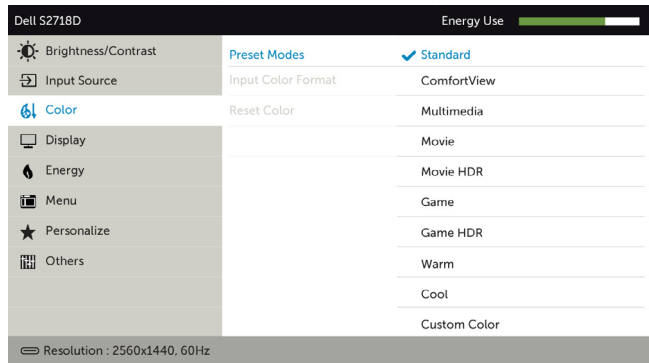 Dell S2718D Energy Use
Brightness/Contrast Preset Modes Standard
Input Source Input Color Format ComfortView
Color Reset Color Multimedia
Display Movie
Energy Movie HDR
Menu Game
Personalize Game HDR
Others Warm
Cool
Custom Color
Resolution : 2560x1440, 60Hz